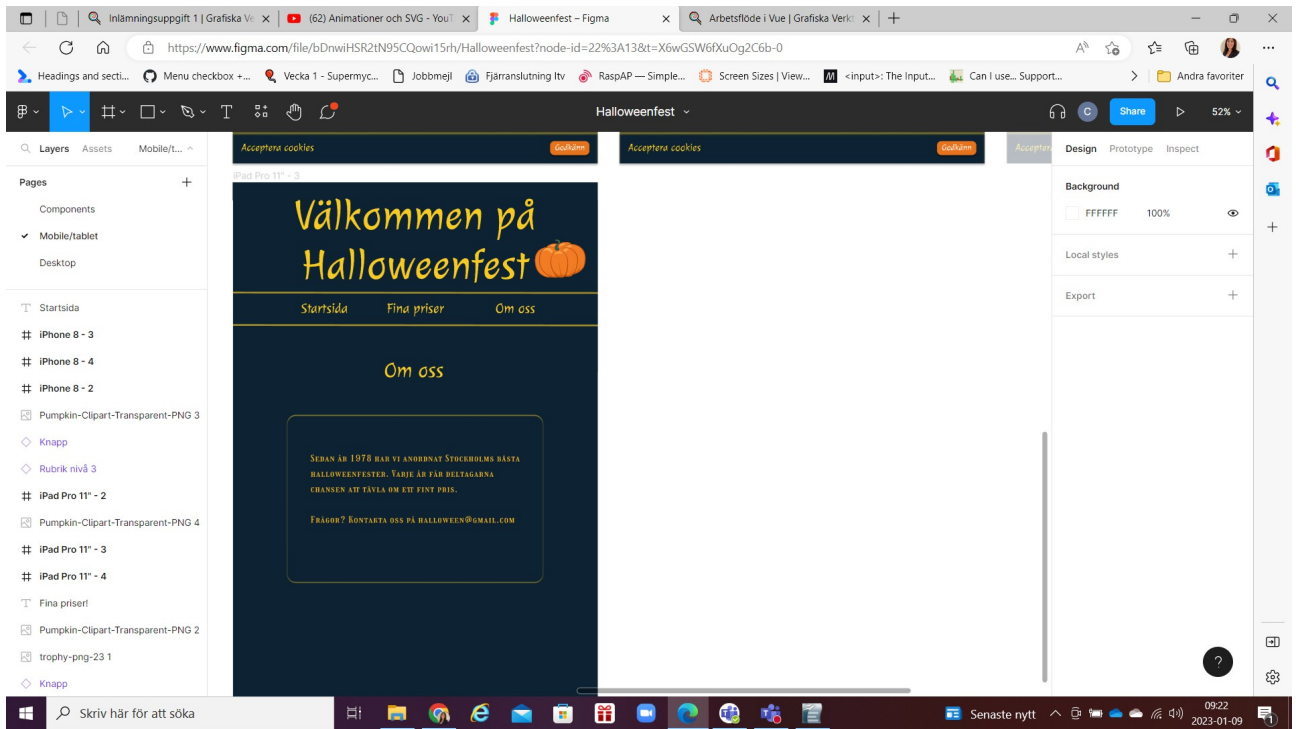 Inlämningsuppgift 1 | Grafiska Ve
(62) Animationer och SVG - YouT
Halloweenfest – Figma
Arbetsflöde i Vue | Grafiska Verk
https://www.figma.com/file/bDnwiHSR2tN95CQowi15rh/Halloweenfest?node-id=22%3A13&t=X6wGSW6fXuOg2C6b-0
Headings and secti...
Menu checkbox +...
Vecka 1 - Supermyc...
Jobbmejl
Fjärranslutning Itv
RaspAP — Simple...
Screen Sizes | View...
<input>: The Input...
Can I use... Support...
Andra favoriter
Halloweenfest
C
Share
52%
Layers
Assets
Mobile/t...
Pages
Components
Mobile/tablet
Desktop
Startsida
iPhone 8 - 3
iPhone 8 - 4
iPhone 8 - 2
Pumpkin-Clipart-Transparent-PNG 3
Knapp
Rubrik nivå 3
iPad Pro 11" - 2
Pumpkin-Clipart-Transparent-PNG 4
iPad Pro 11" - 3
iPad Pro 11" - 4
Fina priser!
Pumpkin-Clipart-Transparent-PNG 2
trophy-png-23 1
Knapp
Acceptera cookies
Godkänn
Acceptera cookies
Godkänn
Accepter
iPad Pro 11" - 3
Välkommen på
Halloweenfest
Startsida
Fina priser
Om oss
Om oss
Sedan år 1978 har vi anordnat Stockholms bästa
halloweenfester. Varje år får deltagarna
chansen att tävla om ett fint pris.
Frågor? Kontakta oss på halloween@gmail.com
Design
Prototype
Inspect
Background
FFFFFF
100%
Local styles
Export
?
Skriv här för att söka
Senaste nytt
09:22
2023-01-09
1